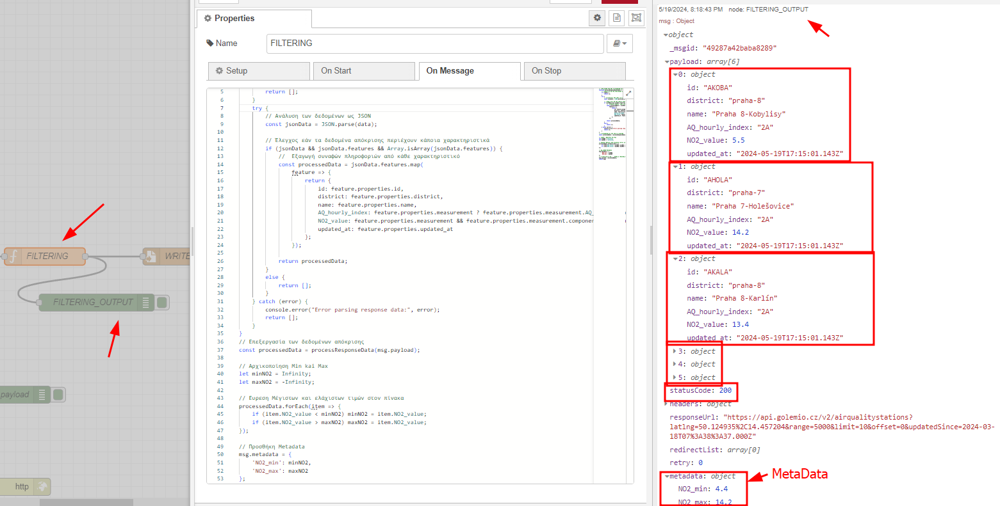 FILTERING
WRITE
FILTERING_OUTPUT
payload
http
Properties
Name
FILTERING
Setup
On Start
On Message
On Stop
5 return [];
6 }
7 try {
8 // Ανάλυση των δεδομένων ως JSON
9 const jsonData = JSON.parse(data);
10
11 // Έλεγχος εάν τα δεδομένα απόκρισης περιέχουν κάποια χαρακτηριστικά
12 if (jsonData && jsonData.features && Array.isArray(jsonData.features)) {
13 // Εξαγωγή συναφών πληροφοριών από κάθε χαρακτηριστικό
14 const processedData = jsonData.features.map(
15 feature => {
16 return {
17 id: feature.properties.id,
18 district: feature.properties.district,
19 name: feature.properties.name,
20 AQ_hourly_index: feature.properties.measurement ? feature.properties.measurement.AQ_
21 NO2_value: feature.properties.measurement && feature.properties.measurement.component
22 updated_at: feature.properties.updated_at
23 };
24 });
25
26 return processedData;
27 }
28 else {
29 return [];
30 }
31 } catch (error) {
32 console.error("Error parsing response data:", error);
33 return [];
34 }
35 }
36 // Επεξεργασία των δεδομένων απόκρισης
37 const processedData = processResponseData(msg.payload);
38
39 // Αρχικοποίηση Min kai Max
40 let minNO2 = Infinity;
41 let maxNO2 = -Infinity;
42
43 // Ευρεση Μέγιστων και ελάχιστων τιμών στον πίνακα
44 processedData.forEach(item => {
45 if (item.NO2_value < minNO2) minNO2 = item.NO2_value;
46 if (item.NO2_value > maxNO2) maxNO2 = item.NO2_value;
47 });
48
49 // Προσθήκη Metadata
50 msg.metadata = {
51 'NO2_min': minNO2,
52 'NO2_max': maxNO2
53 };
5/19/2024, 8:18:43 PM node: FILTERING_OUTPUT
msg : Object
object
_msgid: "49287a42baba8289"
payload: array[6]
0: object
id: "AKOBA"
district: "praha-8"
name: "Praha 8-Kobylisy"
AQ_hourly_index: "2A"
NO2_value: 5.5
updated_at: "2024-05-19T17:15:01.143Z"
1: object
id: "AHOLA"
district: "praha-7"
name: "Praha 7-Holešovice"
AQ_hourly_index: "2A"
NO2_value: 14.2
updated_at: "2024-05-19T17:15:01.143Z"
2: object
id: "AKALA"
district: "praha-8"
name: "Praha 8-Karlín"
AQ_hourly_index: "2A"
NO2_value: 13.4
updated_at: "2024-05-19T17:15:01.143Z"
3: object
4: object
5: object
statusCode: 200
headers: object
responseUrl: "https://api.golemio.cz/v2/airqualitystations?
latlng=50.124935%2C14.457204&range=5000&limit=10&offset=0&updatedSince=2024-03-
18T07%3A38%3A37.000Z"
redirectList: array[0]
retry: 0
metadata: object
MetaData
NO2_min: 4.4
NO2_max: 14.2